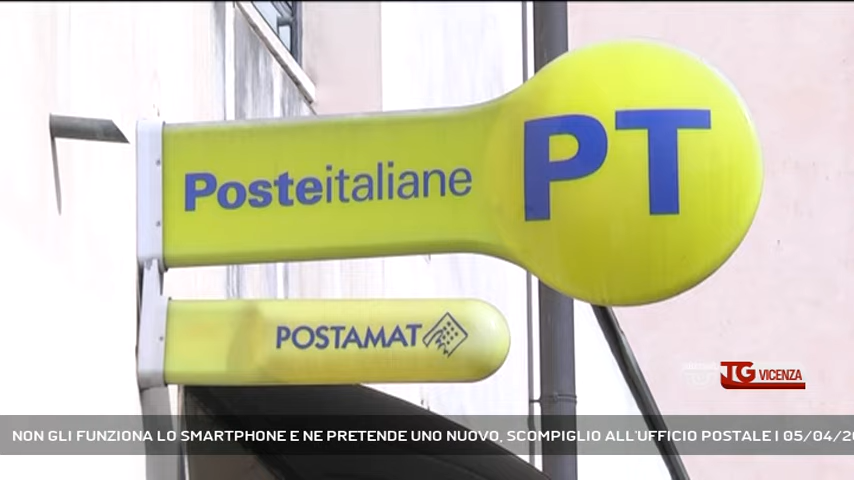 Posteitaliane
PT
POSTAMAT
TG VICENZA
NON GLI FUNZIONA LO SMARTPHONE E NE PRETENDE UNO NUOVO, SCOMPIGLIO ALL'UFFICIO POSTALE | 05/04/20